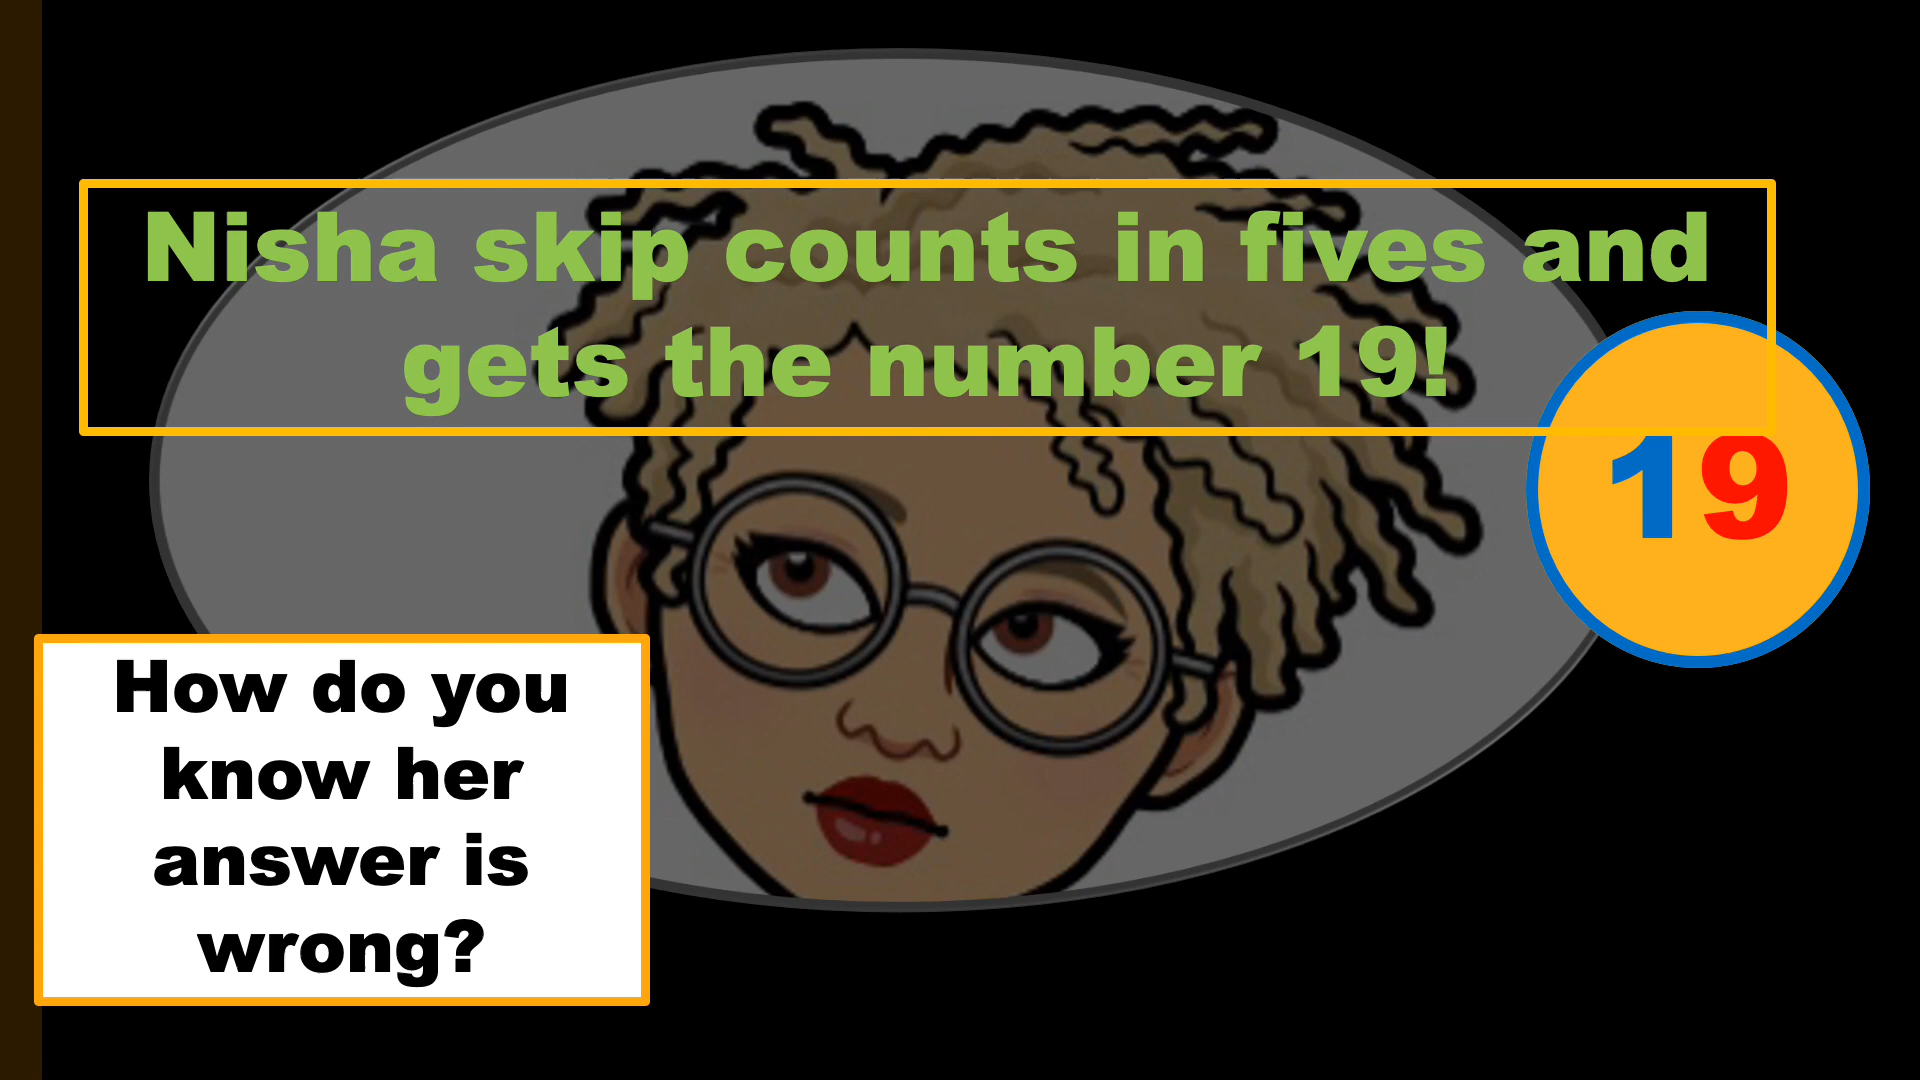 Nisha skip counts in fives and
gets the number 19!
19
How do you
know her
answer is
wrong?